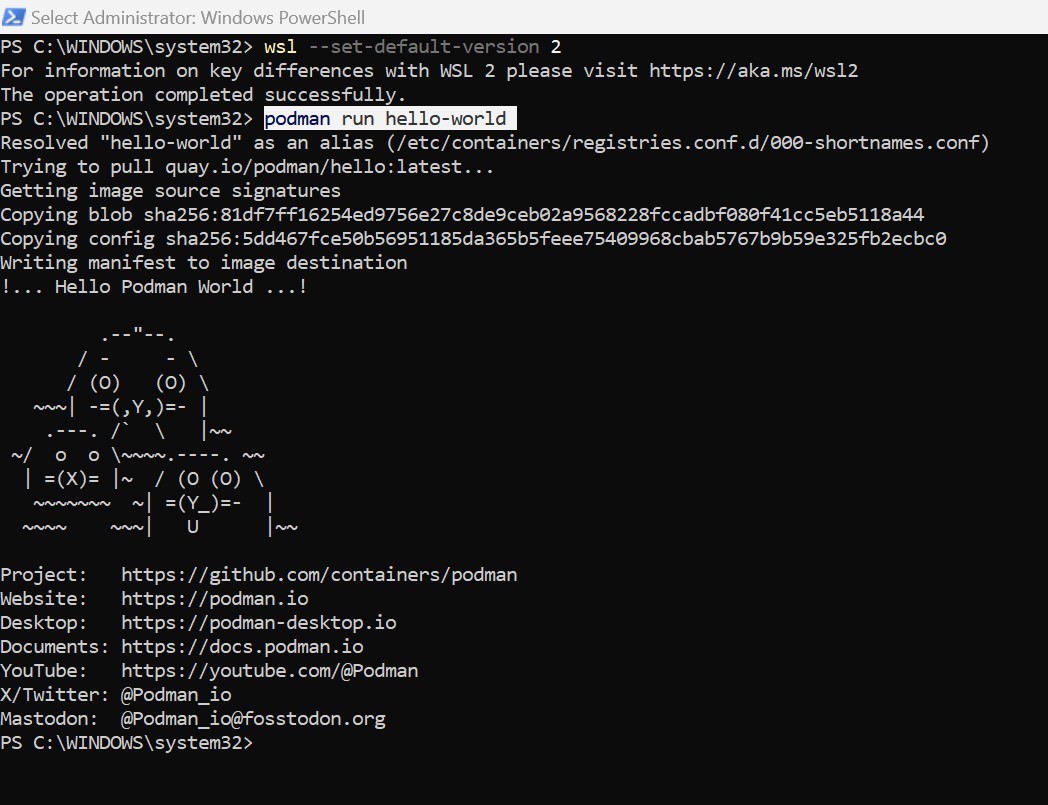 Select Administrator: Windows PowerShell
PS C:\WINDOWS\system32> wsl --set-default-version 2
For information on key differences with WSL 2 please visit https://aka.ms/wsl2
The operation completed successfully.
PS C:\WINDOWS\system32> podman run hello-world
Resolved "hello-world" as an alias (/etc/containers/registries.conf.d/000-shortnames.conf)
Trying to pull quay.io/podman/hello:latest...
Getting image source signatures
Copying blob sha256:81df7ff16254ed9756e27c8de9ceb02a9568228fccadbf080f41cc5eb5118a44
Copying config sha256:5dd467fce50b56951185da365b5feee75409968cbab5767b9b59e325fb2ecbc0
Writing manifest to image destination
!... Hello Podman World ...!

         .--"--.
       / -     - \
      / (O)   (O) \
   ~~~| -=(,Y,)=- |
    .---. /`  \   |~~
 ~/  o  o \~~~~.----. ~~
  | =(X)= |~  / (O (O) \
   ~~~~~~~  ~| =(Y_)=-  |
  ~~~~    ~~~|   U      |~~

Project:   https://github.com/containers/podman
Website:   https://podman.io
Desktop:   https://podman-desktop.io
Documents: https://docs.podman.io
YouTube:   https://youtube.com/@Podman
X/Twitter: @Podman_io
Mastodon:  @Podman_io@fosstodon.org
PS C:\WINDOWS\system32>